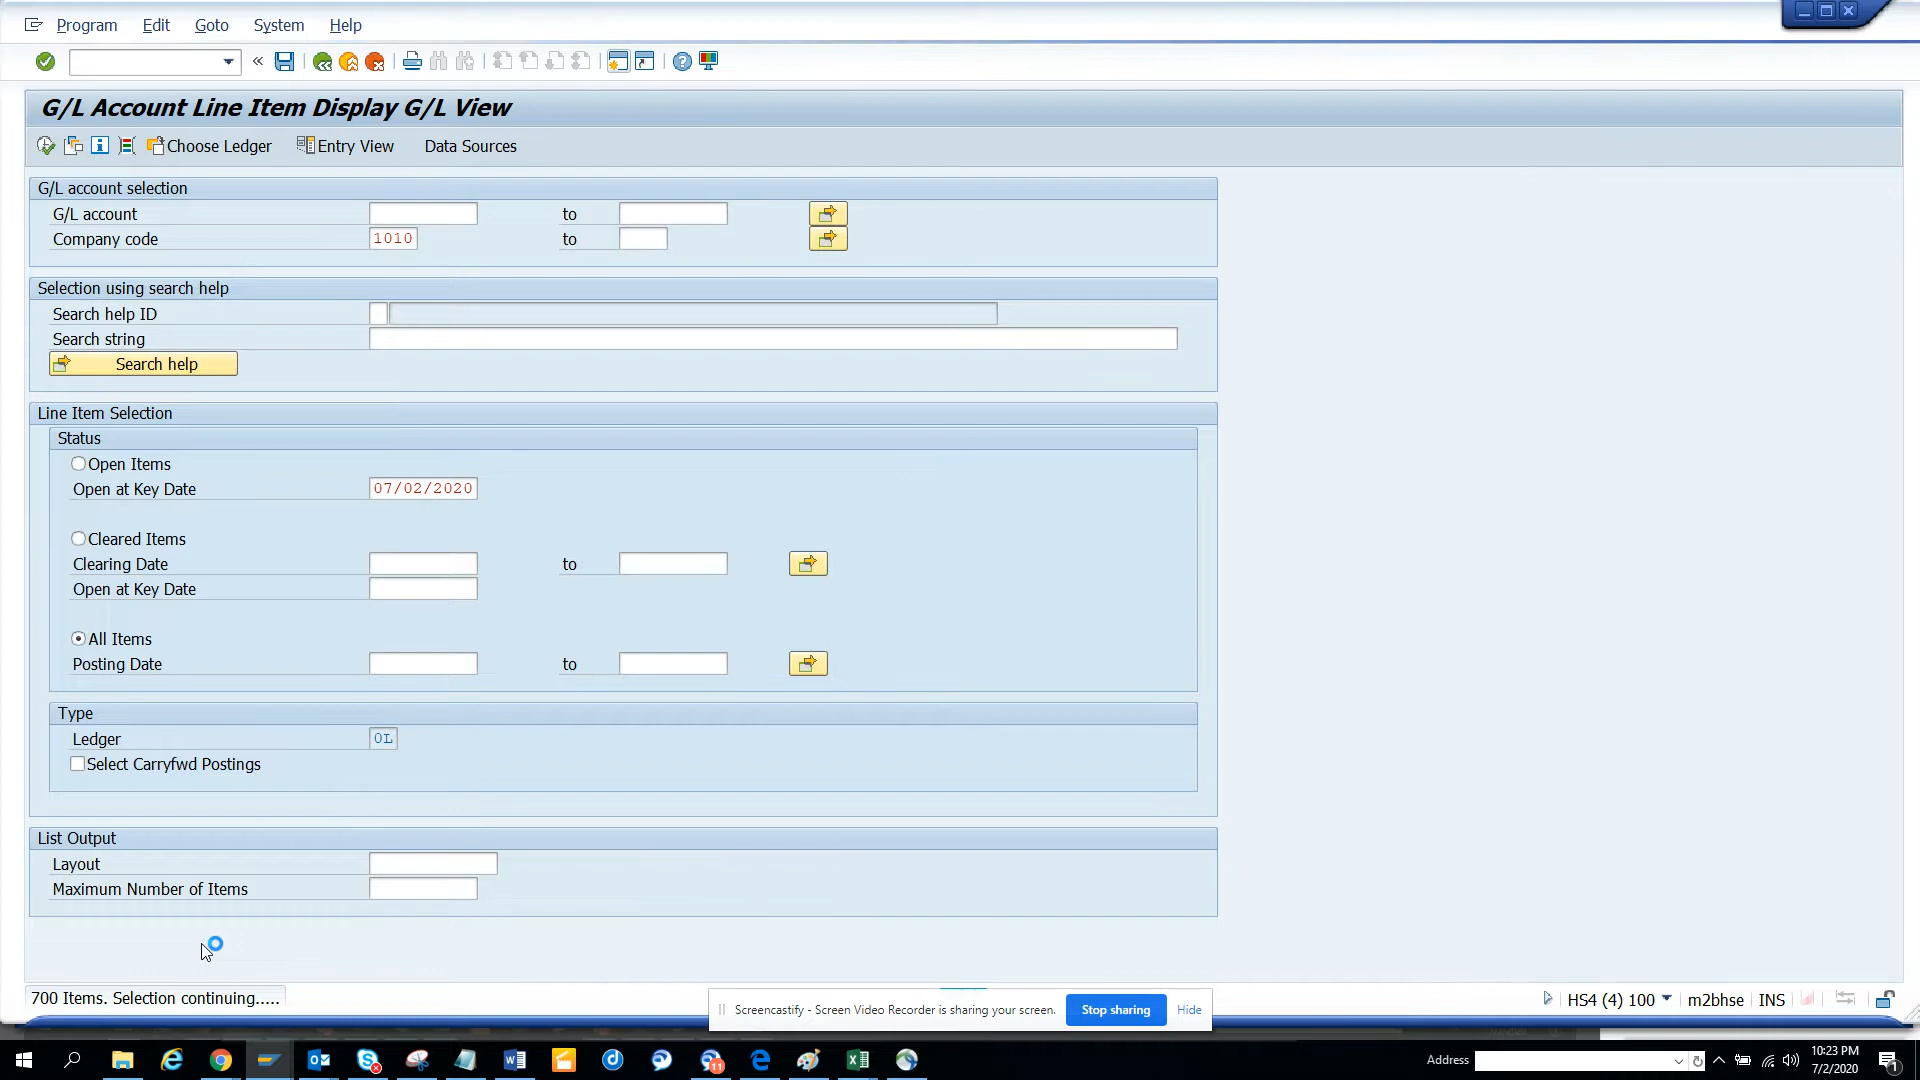 Program Edit Goto System Help
G/L Account Line Item Display G/L View
Choose Ledger Entry View Data Sources
G/L account selection
G/L account to
Company code 1010 to
Selection using search help
Search help ID
Search string
Search help
Line Item Selection
Status
Open Items
Open at Key Date 07/02/2020
Cleared Items
Clearing Date to
Open at Key Date
All Items
Posting Date to
Type
Ledger 0L
Select Carryfwd Postings
List Output
Layout
Maximum Number of Items
700 Items. Selection continuing.....
Screencastify - Screen Video Recorder is sharing your screen. Stop sharing Hide
HS4 (4) 100 m2bhse INS
Address
10:23 PM
7/2/2020
11
1